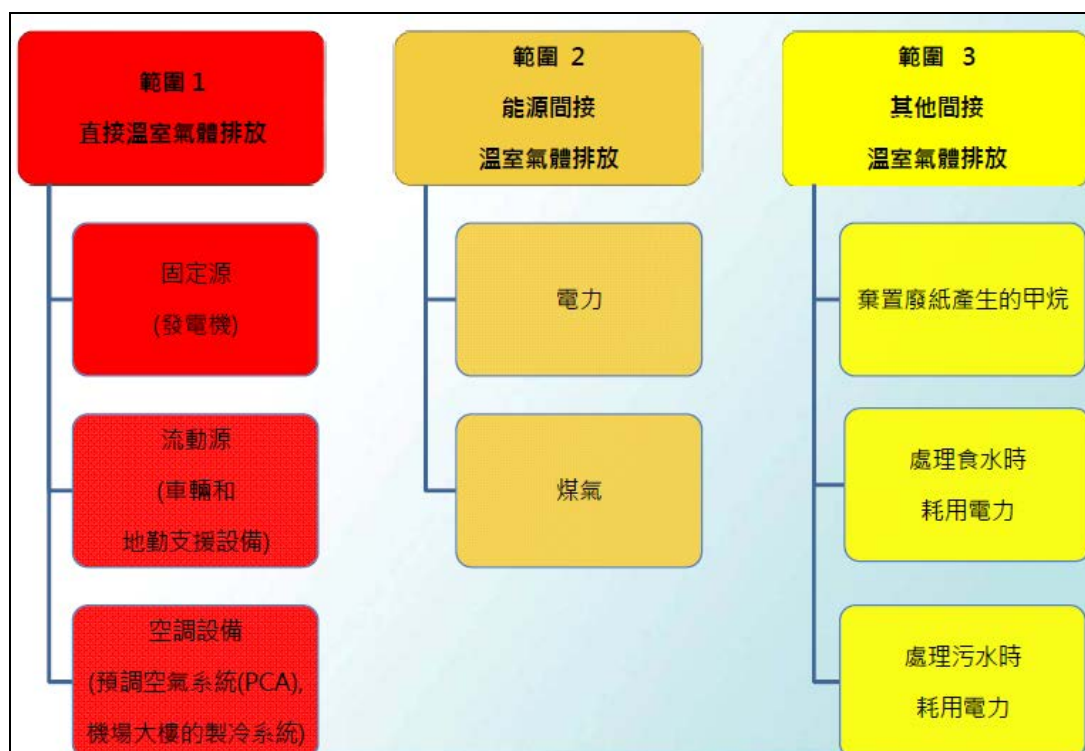 範圍 1
直接溫室氣體排放
固定源
(發電機)
流動源
(車輛和
地勤支援設備)
空調設備
(預調空氣系統(PCA),
機場大樓的製冷系統)
範圍 2
能源間接
溫室氣體排放
電力
煤氣
範圍 3
其他間接
溫室氣體排放
棄置廢紙產生的甲烷
處理食水時
耗用電力
處理污水時
耗用電力